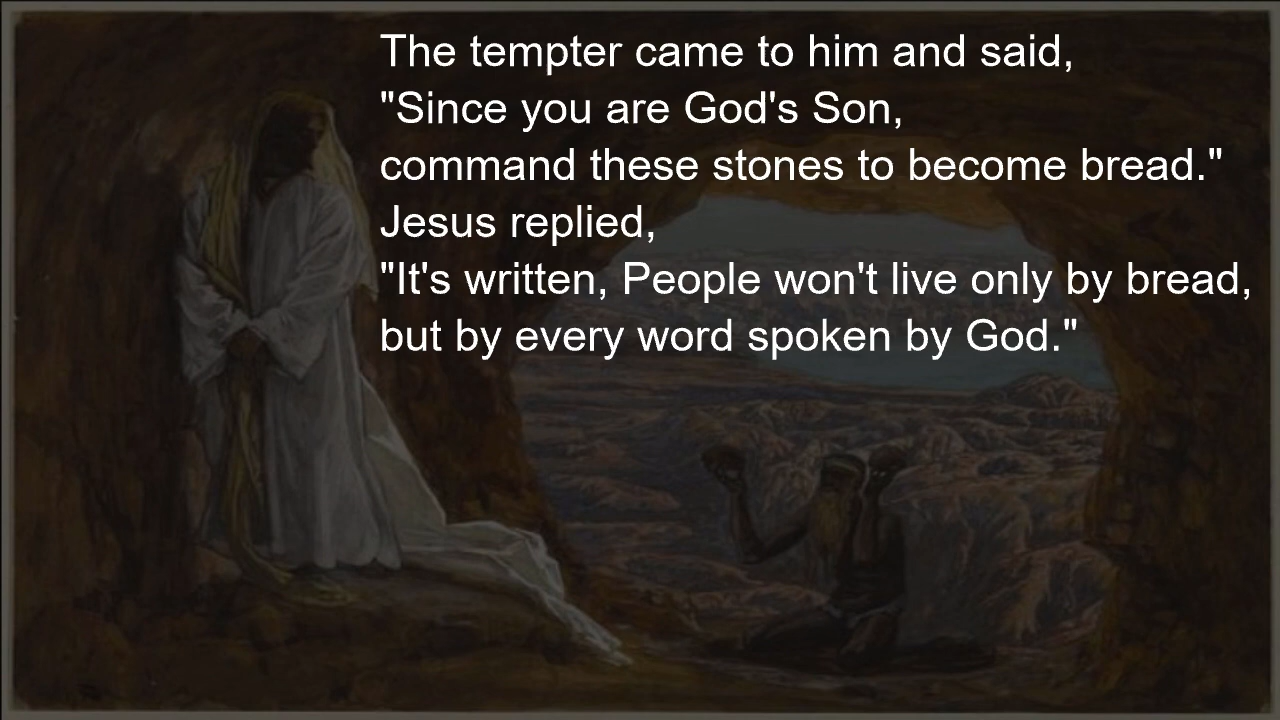 The tempter came to him and said,
"Since you are God's Son,
command these stones to become bread."
Jesus replied,
"It's written, People won't live only by bread,
but by every word spoken by God."